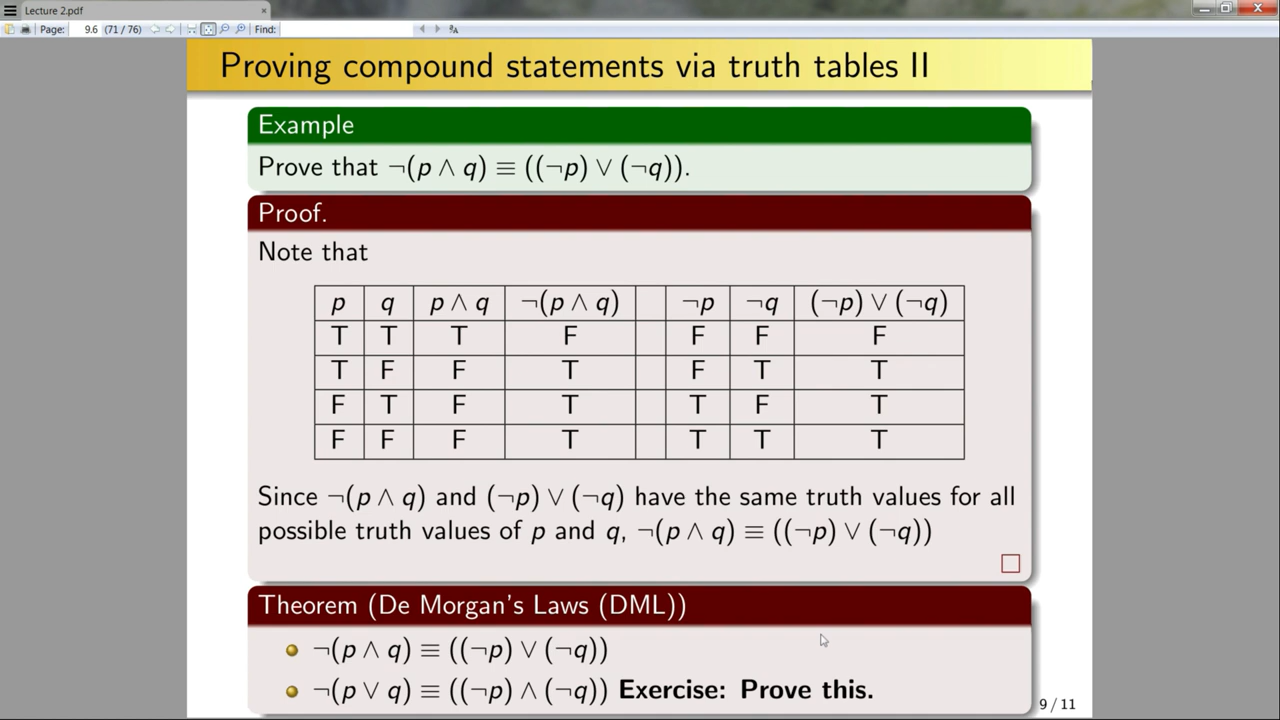 Lecture 2.pdf
Page: 9.6 (71 / 76) Find:
Proving compound statements via truth tables II
Example
Prove that ¬(p ∧ q) ≡ ((¬p) ∨ (¬q)).
Proof.
Note that
p q p ∧ q ¬(p ∧ q) ¬p ¬q (¬p) ∨ (¬q)
T T T F F F F
T F F T F T T
F T F T T F T
F F F T T T T
Since ¬(p ∧ q) and (¬p) ∨ (¬q) have the same truth values for all
possible truth values of p and q, ¬(p ∧ q) ≡ ((¬p) ∨ (¬q))
Theorem (De Morgan's Laws (DML))
¬(p ∧ q) ≡ ((¬p) ∨ (¬q))
¬(p ∨ q) ≡ ((¬p) ∧ (¬q)) Exercise: Prove this.
9 / 11